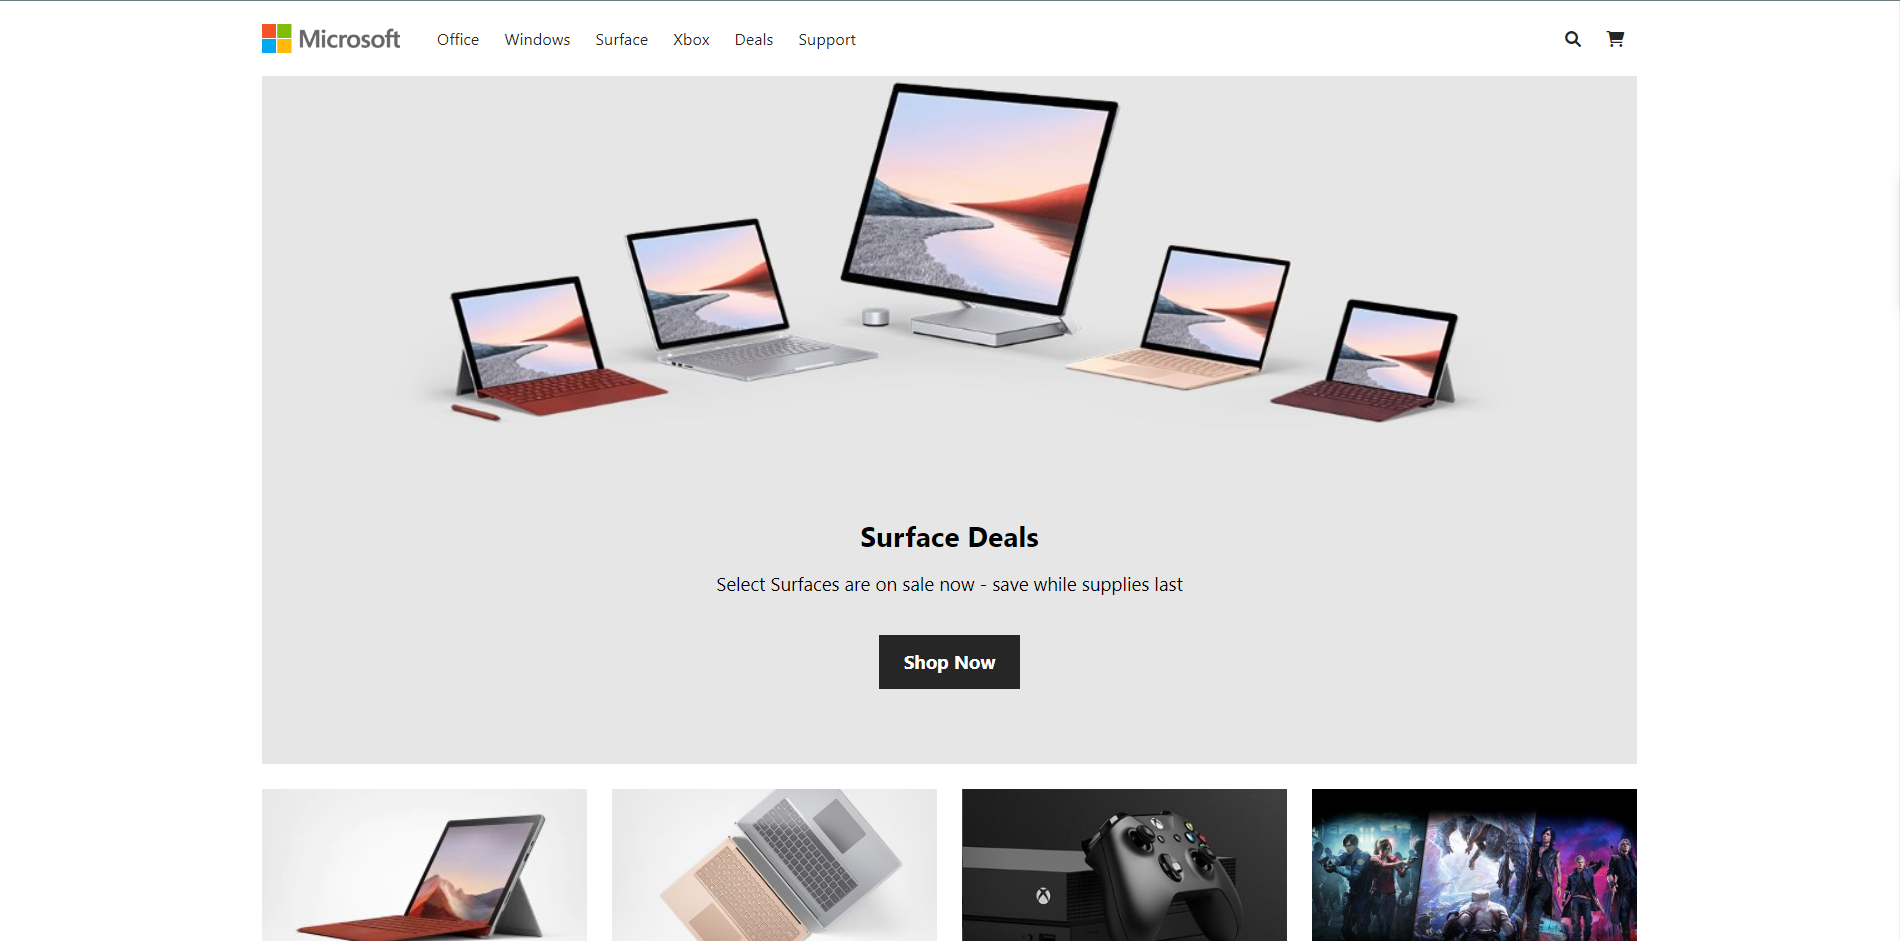 Microsoft Office Windows Surface Xbox Deals Support
Surface Deals
Select Surfaces are on sale now - save while supplies last
Shop Now